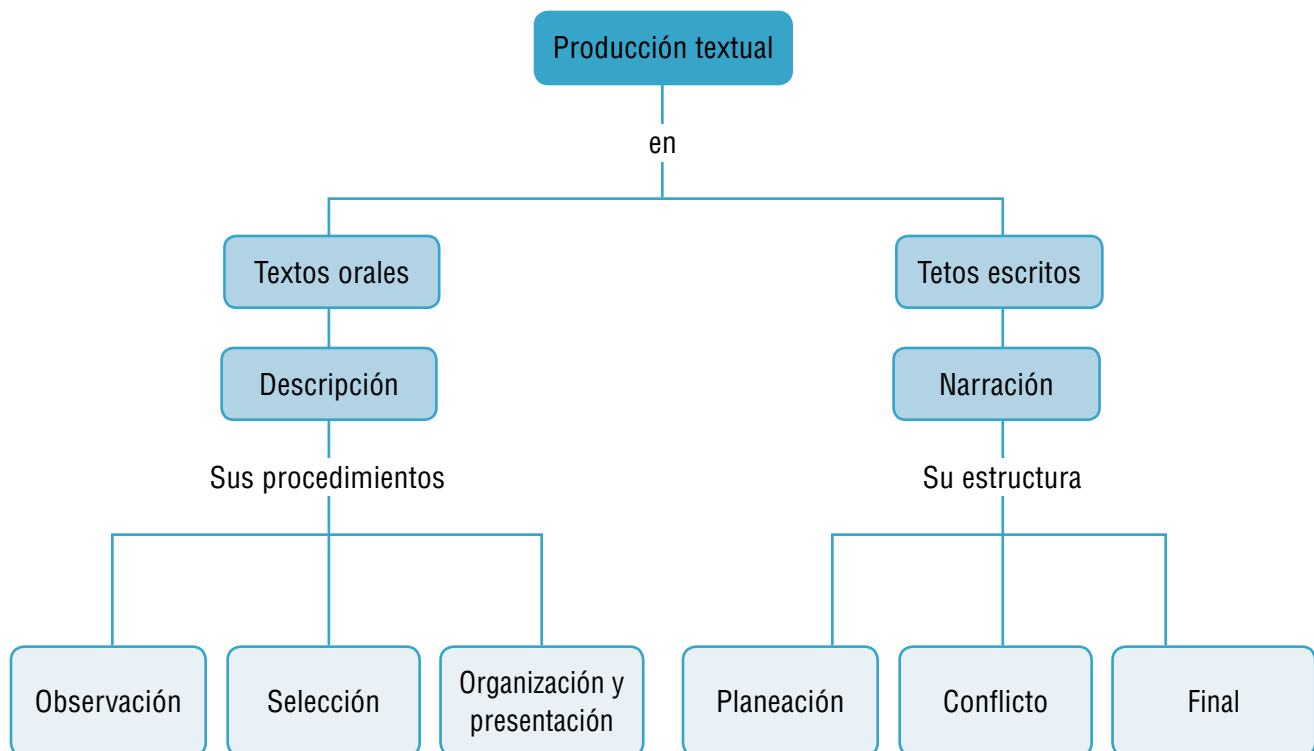 Producción textual
en
Textos orales
Tetos escritos
Descripción
Narración
Sus procedimientos
Su estructura
Observación
Selección
Organización y
presentación
Planeación
Conflicto
Final